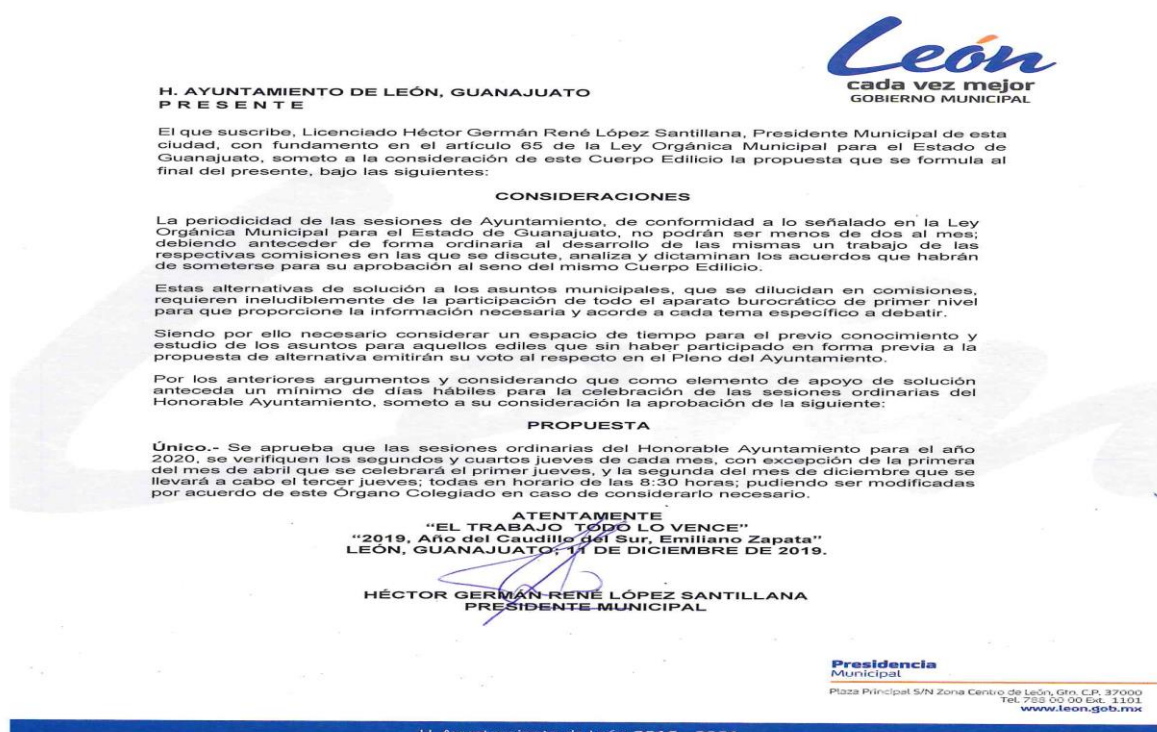 León
cada vez mejor
GOBIERNO MUNICIPAL
H. AYUNTAMIENTO DE LEÓN, GUANAJUATO
P R E S E N T E
El que suscribe, Licenciado Héctor Germán René López Santillana, Presidente Municipal de esta
ciudad, con fundamento en el artículo 65 de la Ley Orgánica Municipal para el Estado de
Guanajuato, someto a la consideración de este Cuerpo Edilicio la propuesta que se formula al
final del presente, bajo las siguientes:
CONSIDERACIONES
La periodicidad de las sesiones de Ayuntamiento, de conformidad a lo señalado en la Ley
Orgánica Municipal para el Estado de Guanajuato, no podrán ser menos de dos al mes;
debiendo anteceder de forma ordinaria al desarrollo de las mismas un trabajo de las
respectivas comisiones en las que se discute, analiza y dictaminan los acuerdos que habrán
de someterse para su aprobación al seno del mismo Cuerpo Edilicio.
Estas alternativas de solución a los asuntos municipales, que se dilucidan en comisiones,
requieren ineludiblemente de la participación de todo el aparato burocrático de primer nivel
para que proporcione la información necesaria y acorde a cada tema específico a debatir.
Siendo por ello necesario considerar un espacio de tiempo para el previo conocimiento y
estudio de los asuntos para aquellos ediles que sin haber participado en forma previa a la
propuesta de alternativa emitirán su voto al respecto en el Pleno del Ayuntamiento.
Por los anteriores argumentos y considerando que como elemento de apoyo de solución
anteceda un mínimo de días hábiles para la celebración de las sesiones ordinarias del
Honorable Ayuntamiento, someto a su consideración la aprobación de la siguiente:
PROPUESTA
Único.- Se aprueba que las sesiones ordinarias del Honorable Ayuntamiento para el año
2020, se verifiquen los segundos y cuartos jueves de cada mes, con excepción de la primera
del mes de abril que se celebrará el primer jueves, y la segunda del mes de diciembre que se
llevará a cabo el tercer jueves; todas en horario de las 8:30 horas; pudiendo ser modificadas
por acuerdo de este Órgano Colegiado en caso de considerarlo necesario.
ATENTAMENTE
"EL TRABAJO TODO LO VENCE"
"2019, Año del Caudillo del Sur, Emiliano Zapata"
LEÓN, GUANAJUATO; 11 DE DICIEMBRE DE 2019.
HÉCTOR GERMÁN RENÉ LÓPEZ SANTILLANA
PRESIDENTE MUNICIPAL
Presidencia
Municipal
Plaza Principal S/N Zona Centro de León, Gto. C.P. 37000
Tel. 788 00 00 Ext. 1101
www.leon.gob.mx